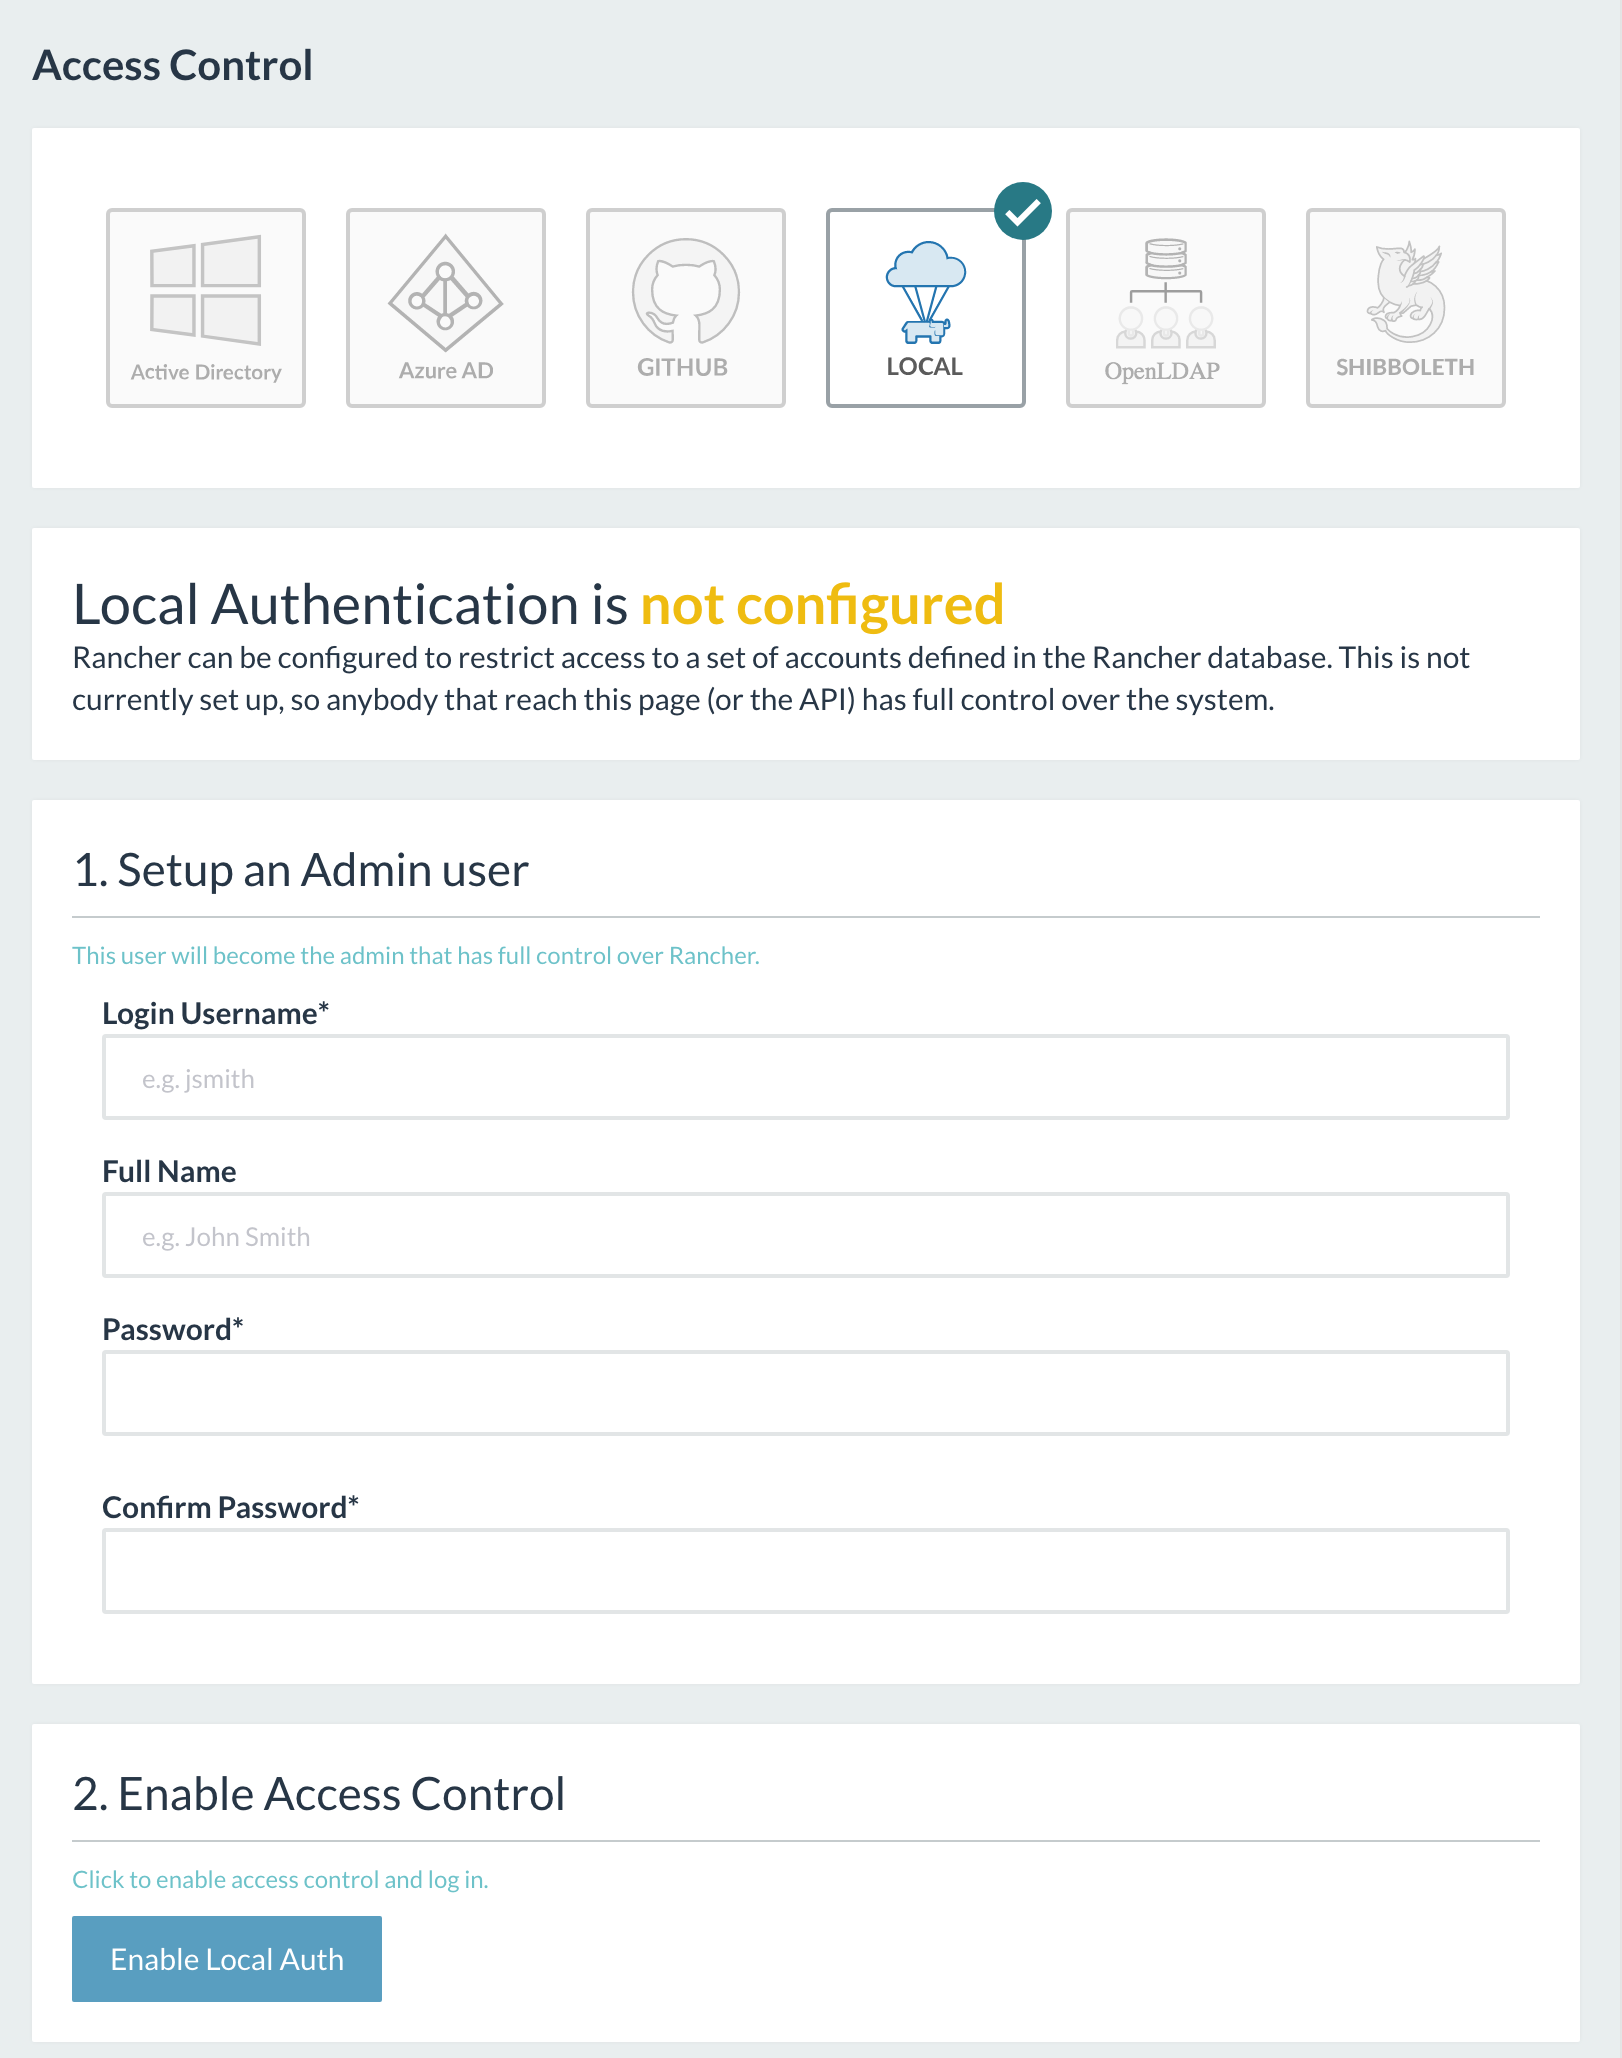 Access Control
Active Directory
Azure AD
GITHUB
LOCAL
OpenLDAP
SHIBBOLETH
Local Authentication is not configured
Rancher can be configured to restrict access to a set of accounts defined in the Rancher database. This is not
currently set up, so anybody that reach this page (or the API) has full control over the system.
1. Setup an Admin user
This user will become the admin that has full control over Rancher.
Login Username*
e.g. jsmith
Full Name
e.g. John Smith
Password*
Confirm Password*
2. Enable Access Control
Click to enable access control and log in.
Enable Local Auth